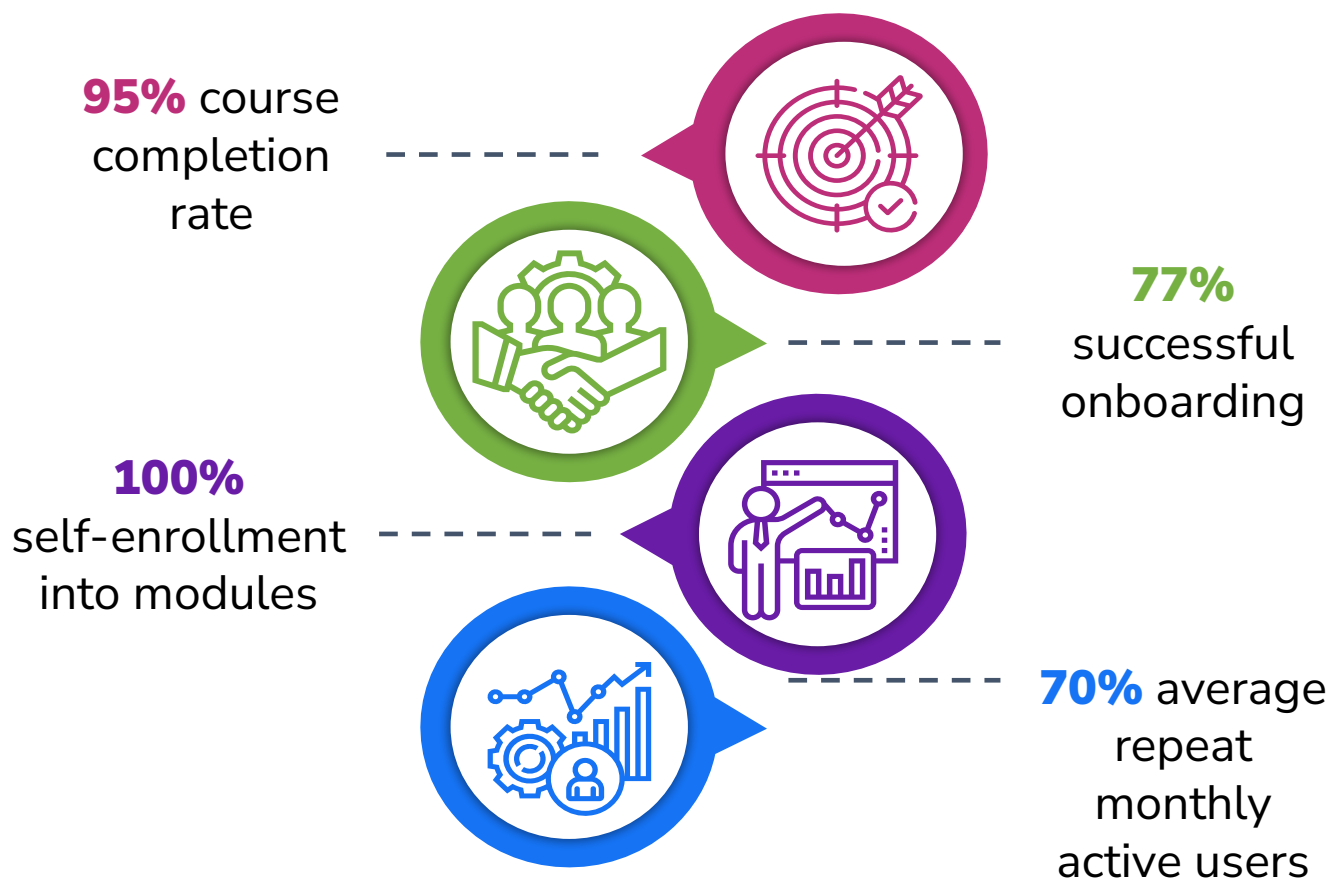 95% course
completion
rate
77%
successful
onboarding
100%
self-enrollment
into modules
70% average
repeat
monthly
active users